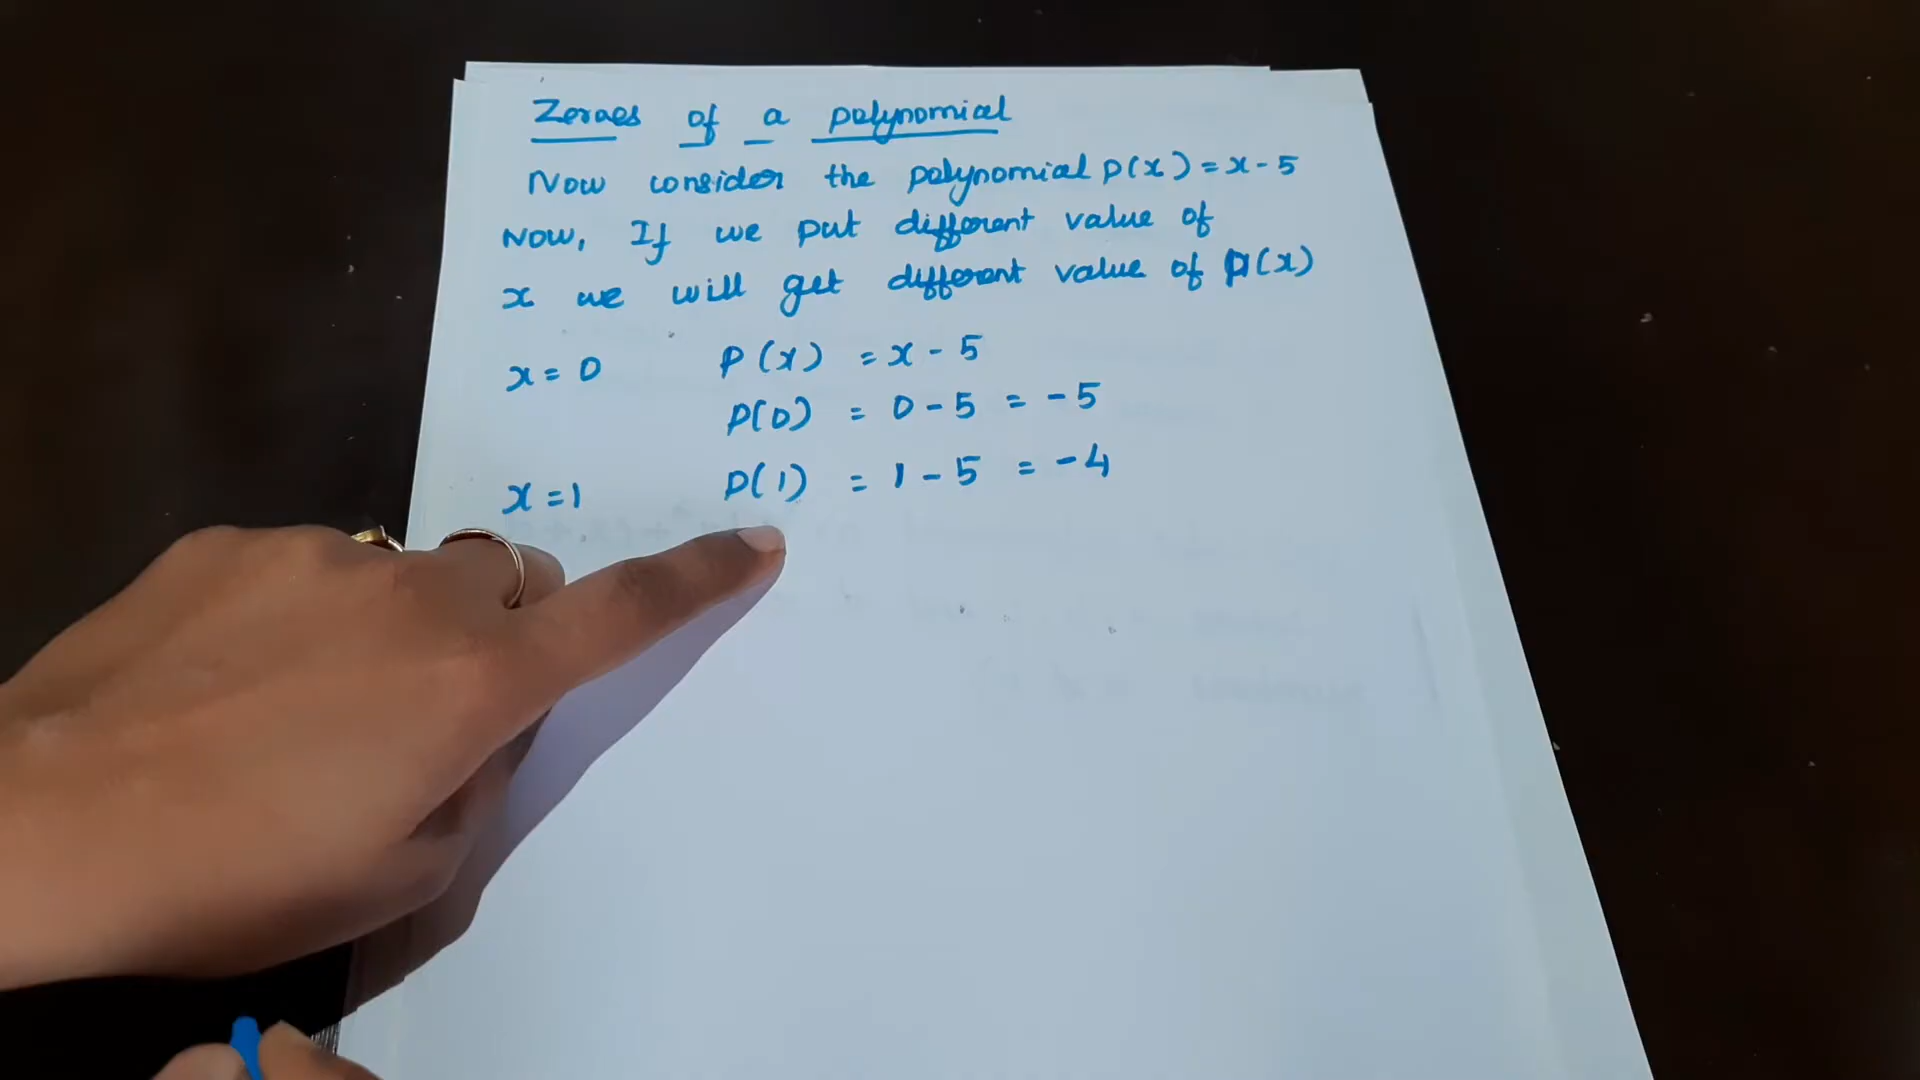 Zeroes of a polynomial
Now consider the polynomial p(x) = x - 5
Now, If we put different value of
x we will get different value of p(x)
x = 0 P(x) = x - 5
P(0) = 0 - 5 = -5
x = 1 P(1) = 1 - 5 = -4